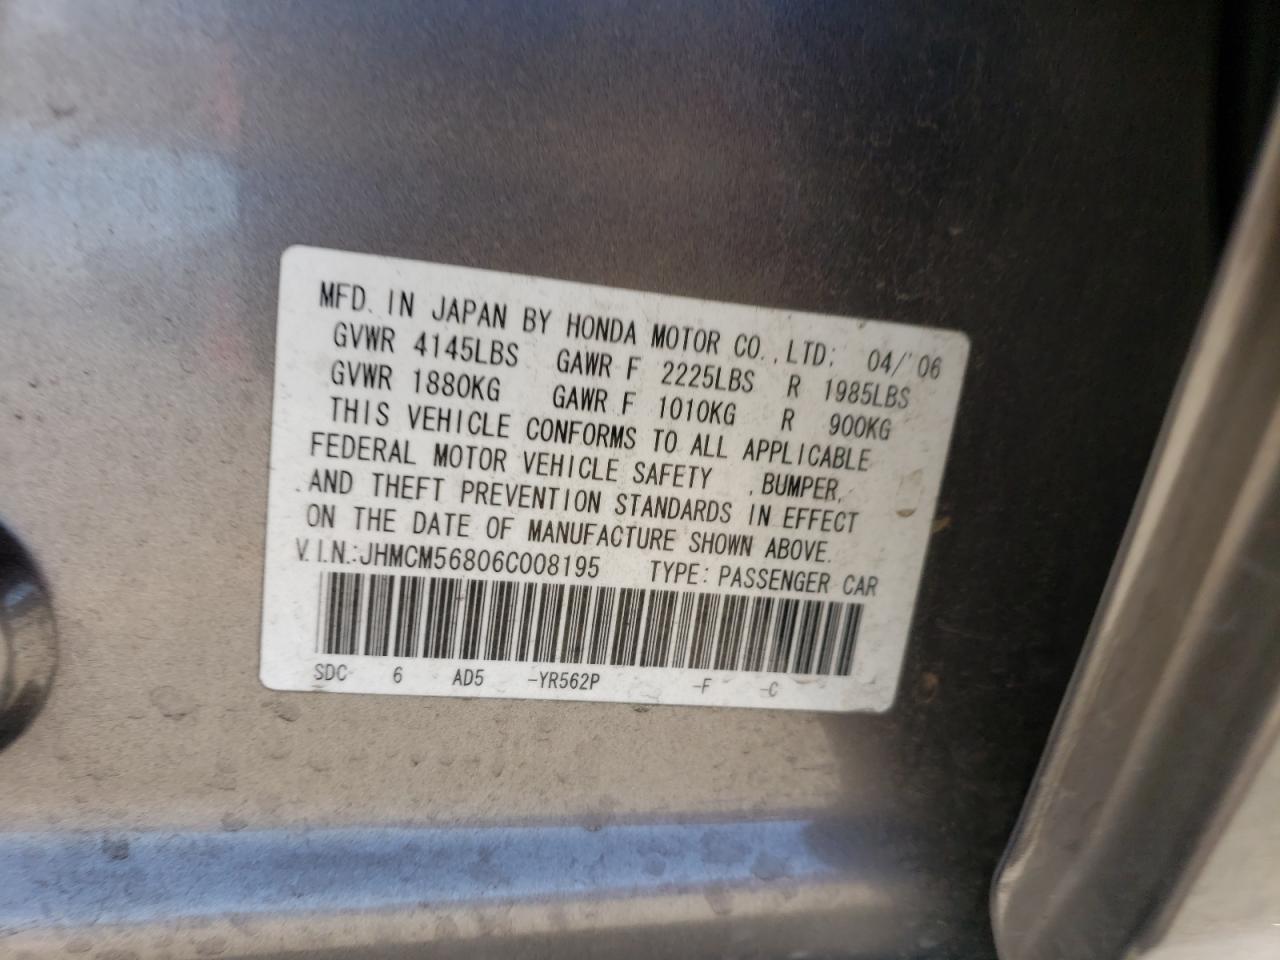 MFD. IN JAPAN BY HONDA MOTOR CO., LTD: 04/'06
GVWR 4145LBS GAWR F 2225LBS R 1985LBS
GVWR 1880KG GAWR F 1010KG R 900KG
THIS VEHICLE CONFORMS TO ALL APPLICABLE
FEDERAL MOTOR VEHICLE SAFETY , BUMPER,
AND THEFT PREVENTION STANDARDS IN EFFECT
ON THE DATE OF MANUFACTURE SHOWN ABOVE.
V.I.N.:JHMCM56806C008195 TYPE: PASSENGER CAR
SDC 6 AD5 -YR562P -F -C